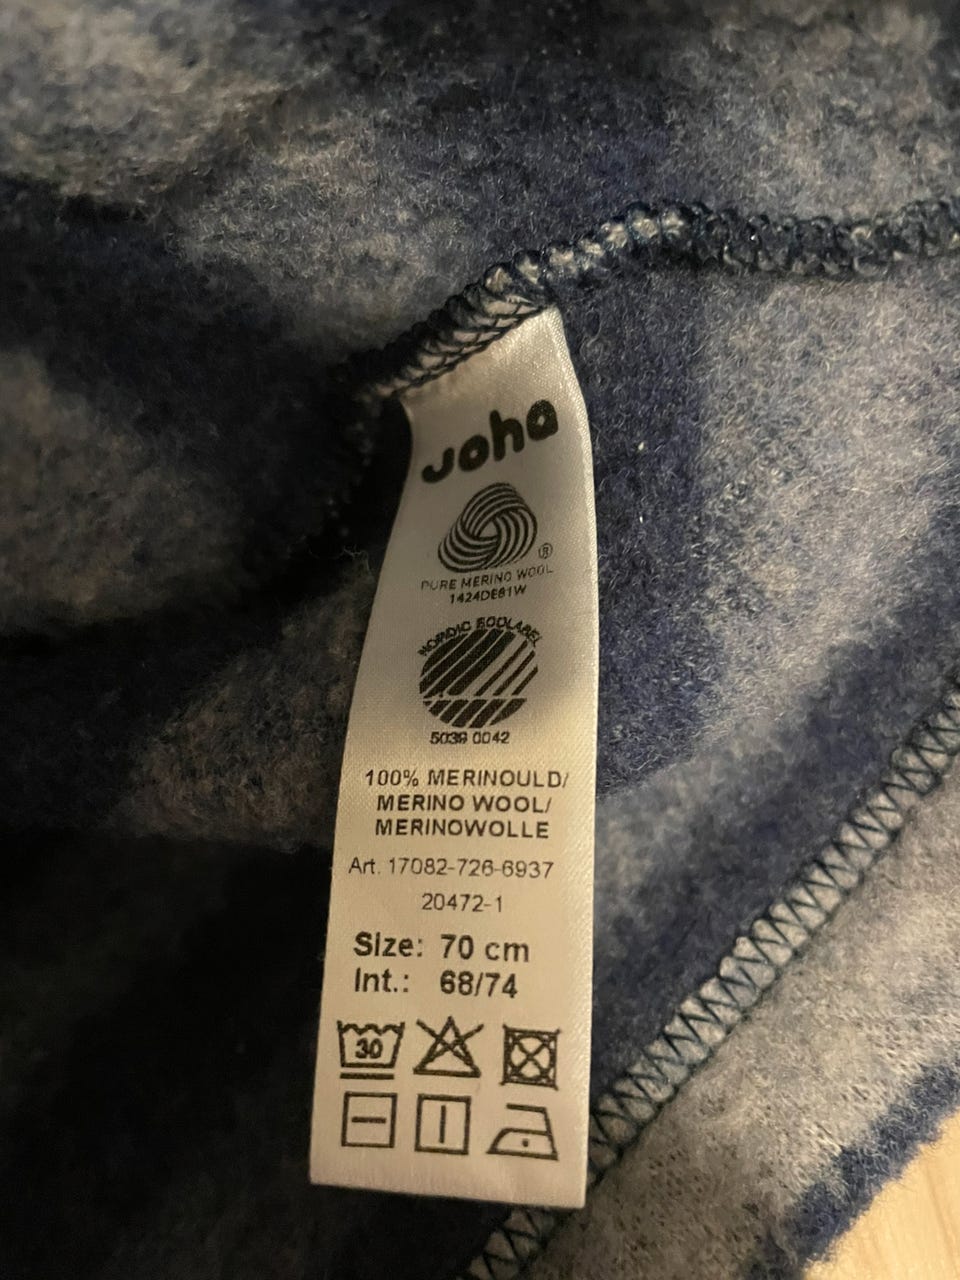 Joha
®
PURE MERINO WOOL
1424DE81W
NORDIC ECOLABEL
5039 0042
100% MERINOULD/
MERINO WOOL/
MERINOWOLLE
Art. 17082-726-6937
20472-1
Size: 70 cm
Int.: 68/74
30